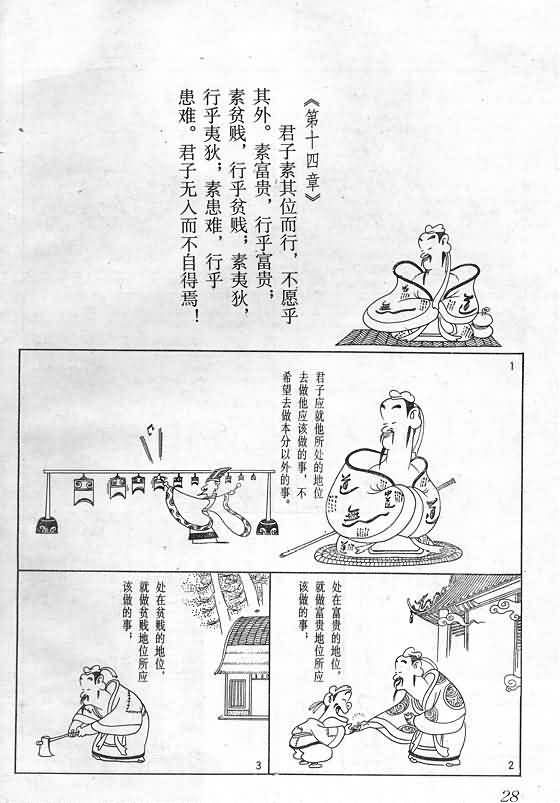 《第十四章》
君子素其位而行，不愿乎
其外。素富贵，行乎富贵；
素贫贱，行乎贫贱；素夷狄，
行乎夷狄；素患难，行乎
患难。君子无入而不自得焉！
1
君子应就他所处的地位
去做他应该做的事，不
希望去做本分以外的事。
道
無
道
中
道
处在富贵的地位，
就做富贵地位所应
该做的事；
2
处在贫贱的地位，
就做贫贱地位所应
该做的事；
3
28